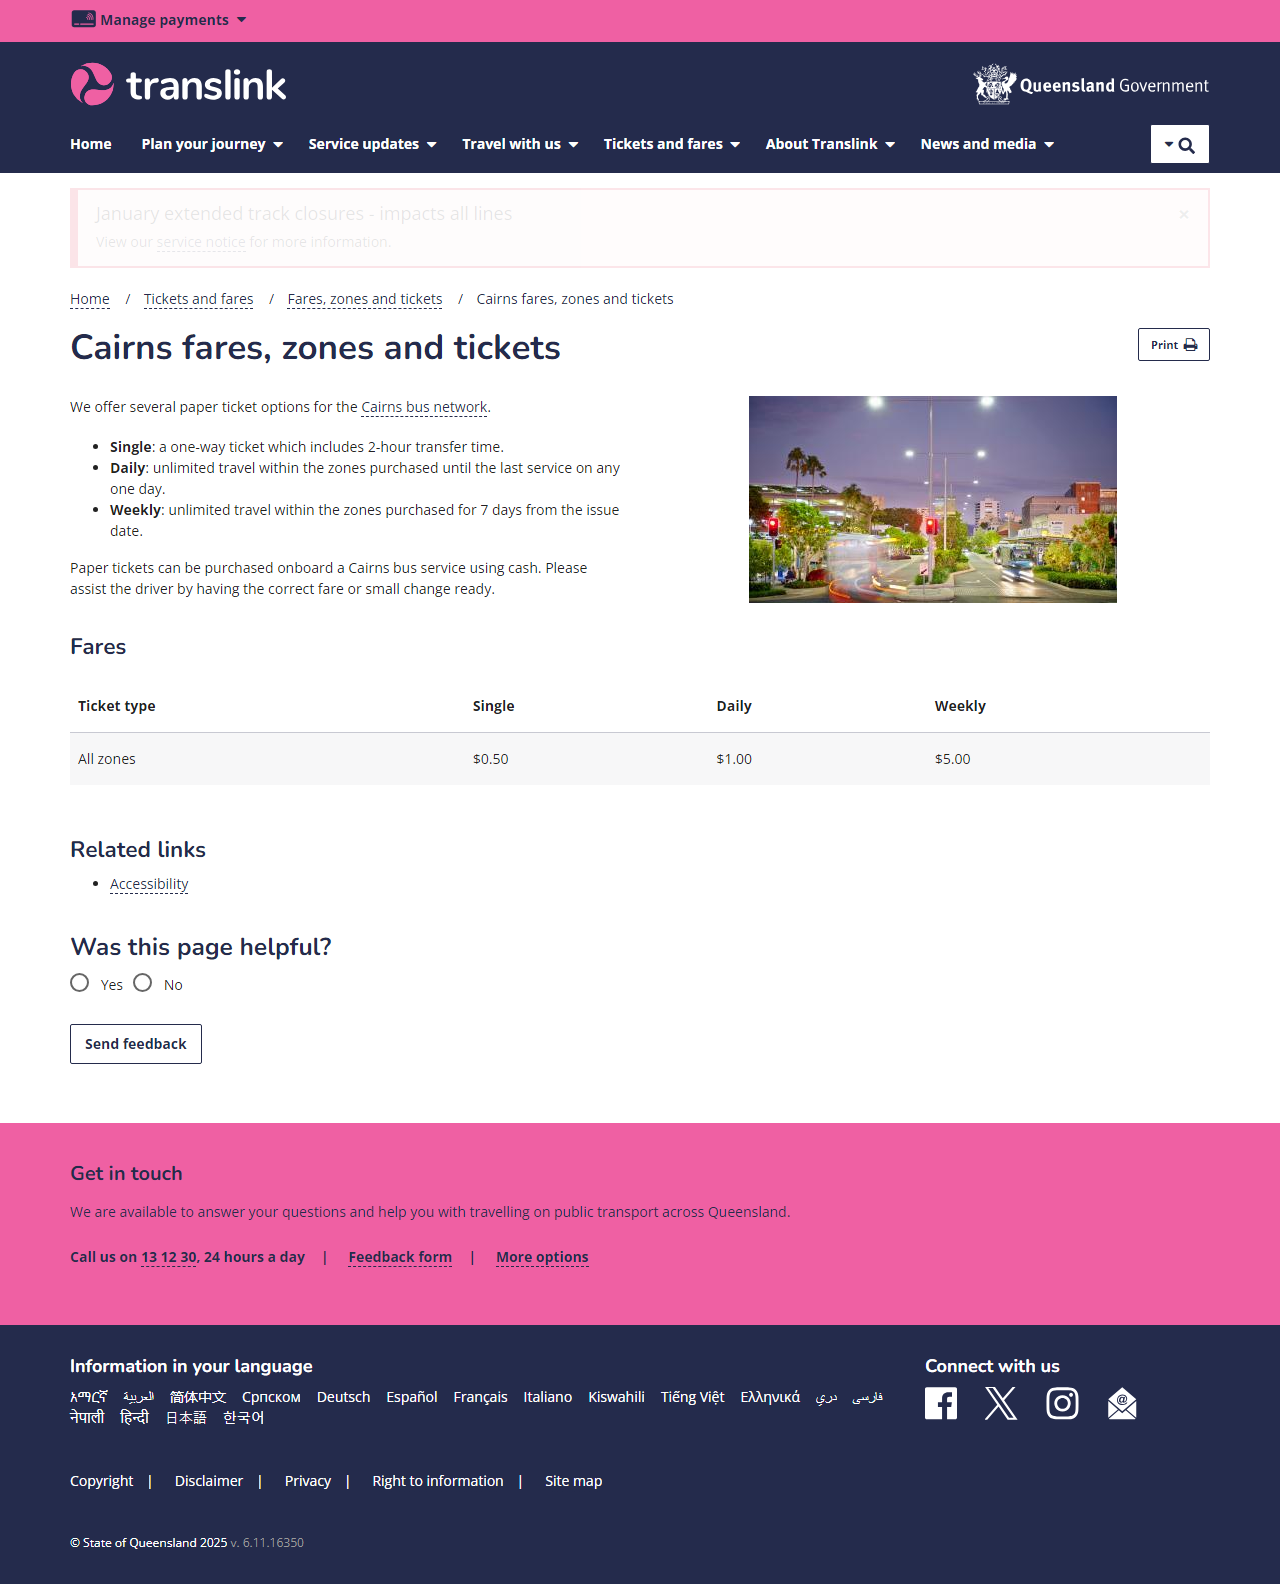 Manage payments
translink
Queensland Government
Home
Plan your journey
Service updates
Travel with us
Tickets and fares
About Translink
News and media
January extended track closures - impacts all lines
×
View our service notice for more information.
Home / Tickets and fares / Fares, zones and tickets / Cairns fares, zones and tickets
Cairns fares, zones and tickets
Print
We offer several paper ticket options for the Cairns bus network.
• Single: a one-way ticket which includes 2-hour transfer time.
• Daily: unlimited travel within the zones purchased until the last service on any
one day.
• Weekly: unlimited travel within the zones purchased for 7 days from the issue
date.
Paper tickets can be purchased onboard a Cairns bus service using cash. Please
assist the driver by having the correct fare or small change ready.
Fares
Ticket type Single Daily Weekly
All zones $0.50 $1.00 $5.00
Related links
• Accessibility
Was this page helpful?
Yes No
Send feedback
Get in touch
We are available to answer your questions and help you with travelling on public transport across Queensland.
Call us on 13 12 30, 24 hours a day | Feedback form | More options
Information in your language
አማርኛ العربية 简体中文 Српском Deutsch Español Français Italiano Kiswahili Tiếng Việt Ελληνικά دری فارسی
नेपाली हिन्दी 日本語 한국어
Connect with us
Copyright | Disclaimer | Privacy | Right to information | Site map
© State of Queensland 2025 v. 6.11.16350